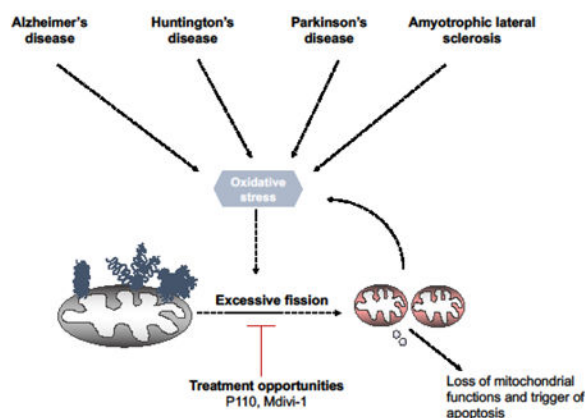 Alzheimer's
disease
Huntington's
disease
Parkinson's
disease
Amyotrophic lateral
sclerosis
Oxidative
stress
Excessive fission
Treatment opportunities
P110, Mdivi-1
Loss of mitochondrial
functions and trigger of
apoptosis